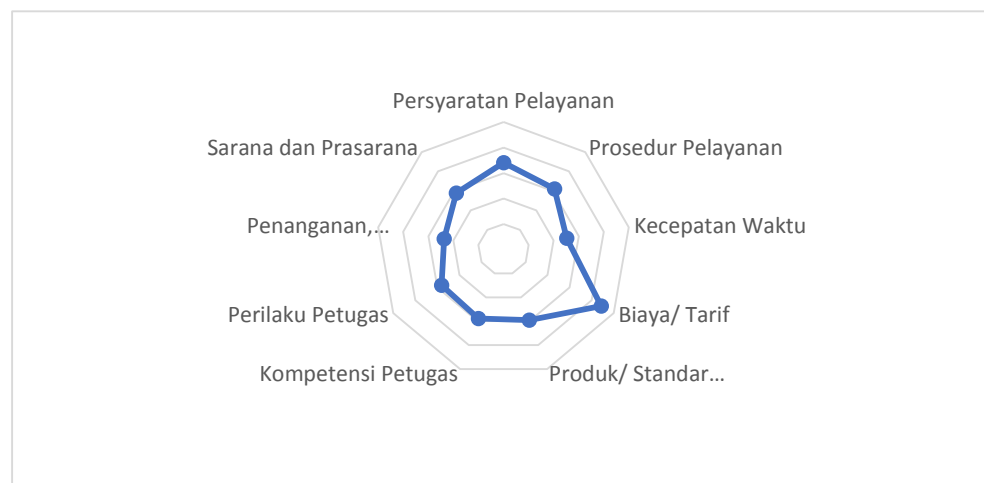 Persyaratan Pelayanan
Prosedur Pelayanan
Kecepatan Waktu
Biaya/ Tarif
Produk/ Standar...
Kompetensi Petugas
Perilaku Petugas
Penanganan,...
Sarana dan Prasarana